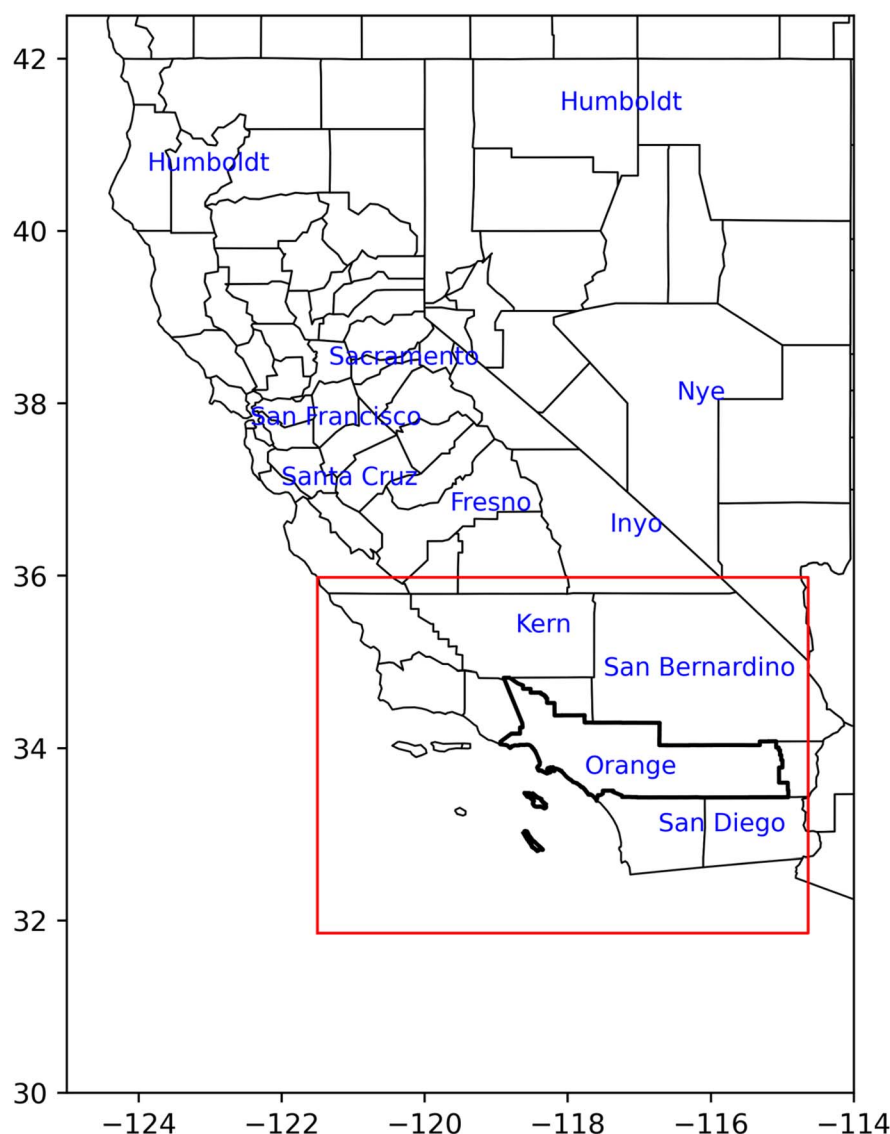 42
Humboldt
Humboldt
40
Sacramento
38
Nye
San Francisco
Santa Cruz
Fresno
Inyo
36
Kern
San Bernardino
34
Orange
San Diego
32
30
−124 −122 −120 −118 −116 −114